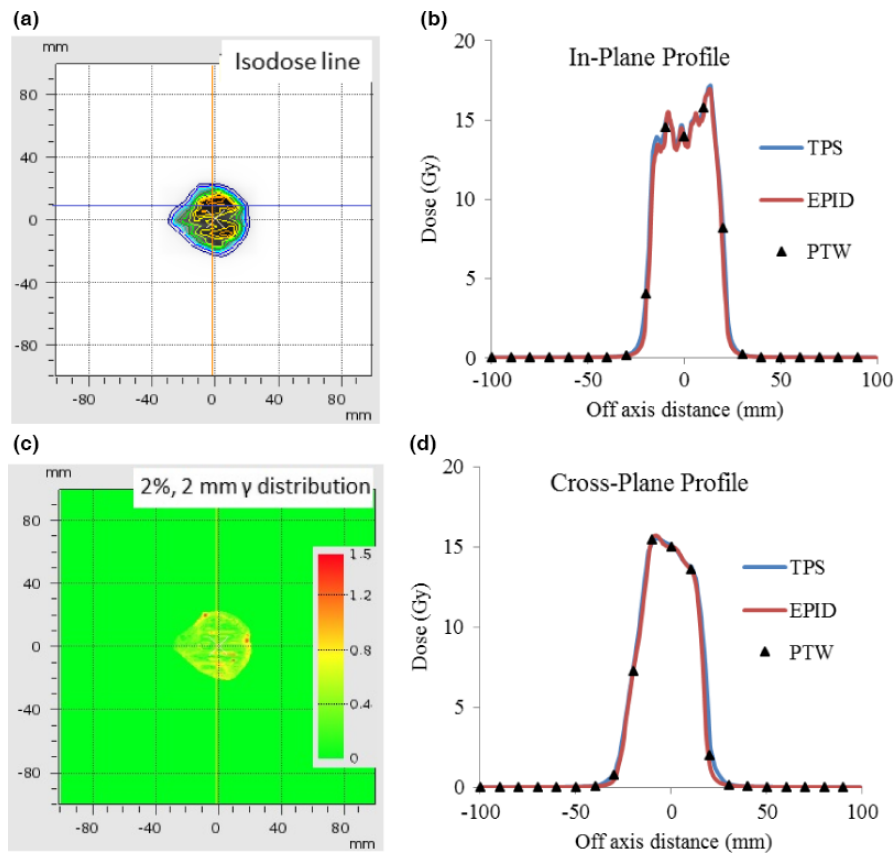 (a)
mm
Isodose line
80
40
0
-40
-80
-80 -40 0 40 80
mm
(b)
In-Plane Profile
20
15
10
5
0
Dose (Gy)
TPS
EPID
PTW
-100 -50 0 50 100
Off axis distance (mm)
(c)
mm
2%, 2 mm γ distribution
80
40
0
-40
-80
1.5
1.2
0.8
0.4
0
-80 -40 0 40 80
mm
(d)
Cross-Plane Profile
20
15
10
5
0
Dose (Gy)
TPS
EPID
PTW
-100 -50 0 50 100
Off axis distance (mm)